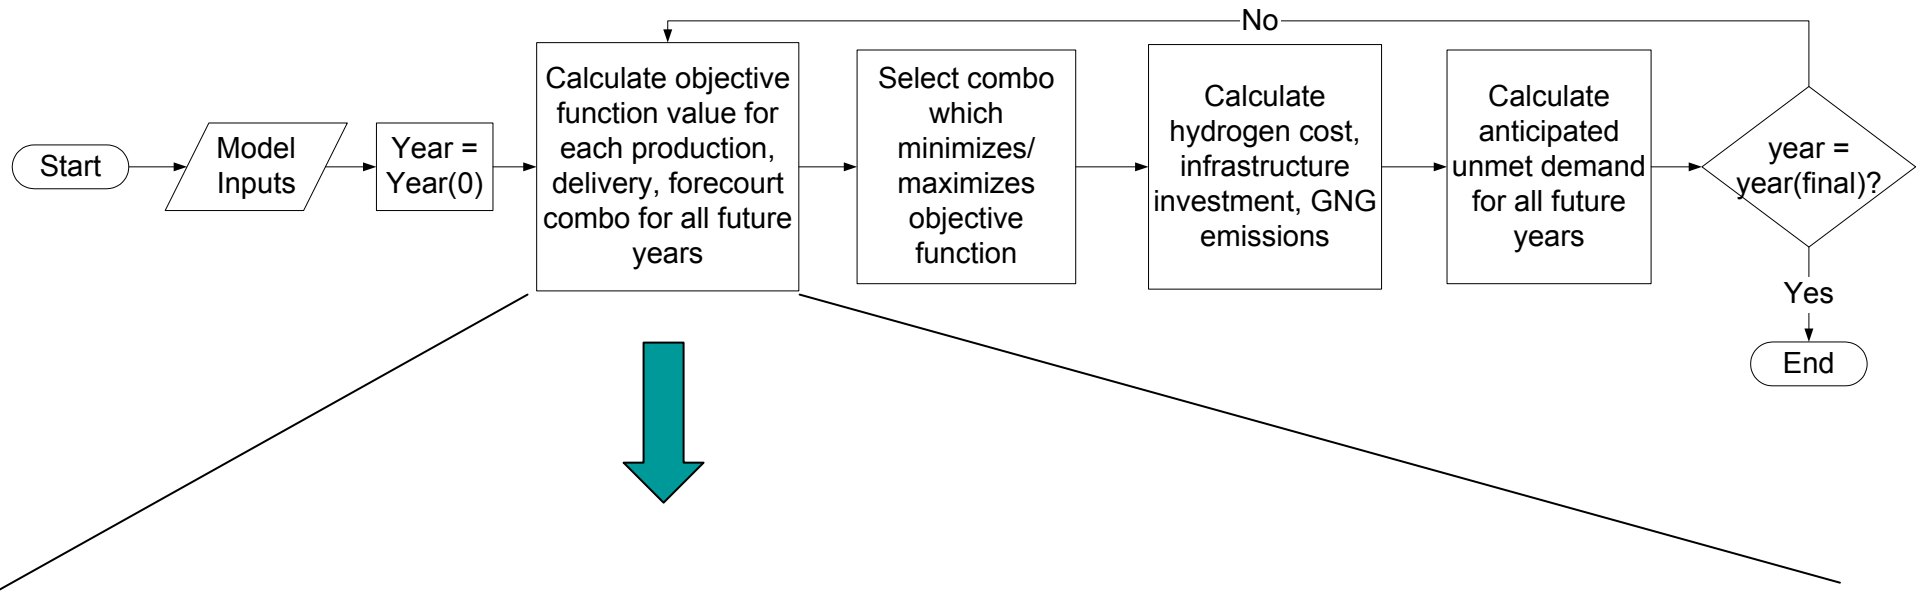 No
Start
Model
Inputs
Year =
Year(0)
Calculate objective
function value for
each production,
delivery, forecourt
combo for all future
years
Select combo
which
minimizes/
maximizes
objective
function
Calculate
hydrogen cost,
infrastructure
investment, GNG
emissions
Calculate
anticipated
unmet demand
for all future
years
year =
year(final)?
Yes
End